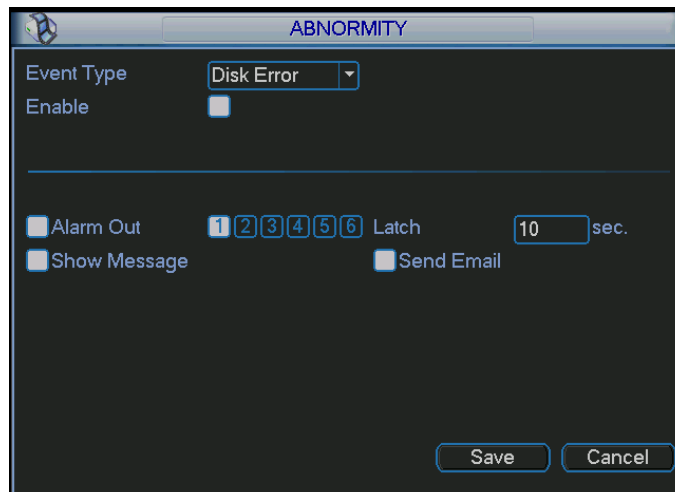 ABNORMITY
Event Type Disk Error
Enable
Alarm Out 1 2 3 4 5 6 Latch 10 sec.
Show Message Send Email
Save Cancel